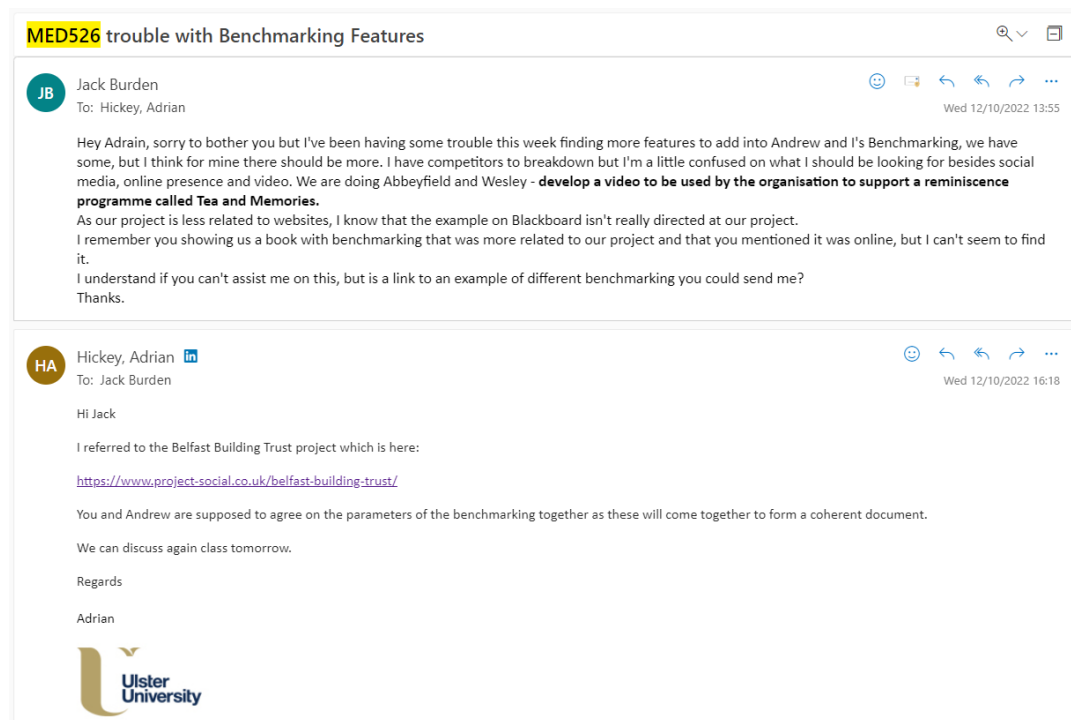 MED526 trouble with Benchmarking Features
JB
Jack Burden
To: Hickey, Adrian
Wed 12/10/2022 13:55
Hey Adrain, sorry to bother you but I've been having some trouble this week finding more features to add into Andrew and I's Benchmarking, we have
some, but I think for mine there should be more. I have competitors to breakdown but I'm a little confused on what I should be looking for besides social
media, online presence and video. We are doing Abbeyfield and Wesley - develop a video to be used by the organisation to support a reminiscence
programme called Tea and Memories.
As our project is less related to websites, I know that the example on Blackboard isn't really directed at our project.
I remember you showing us a book with benchmarking that was more related to our project and that you mentioned it was online, but I can't seem to find
it.
I understand if you can't assist me on this, but is a link to an example of different benchmarking you could send me?
Thanks.
HA
Hickey, Adrian in
To: Jack Burden
Wed 12/10/2022 16:18
Hi Jack
I referred to the Belfast Building Trust project which is here:
https://www.project-social.co.uk/belfast-building-trust/
You and Andrew are supposed to agree on the parameters of the benchmarking together as these will come together to form a coherent document.
We can discuss again class tomorrow.
Regards
Adrian
Ulster
University